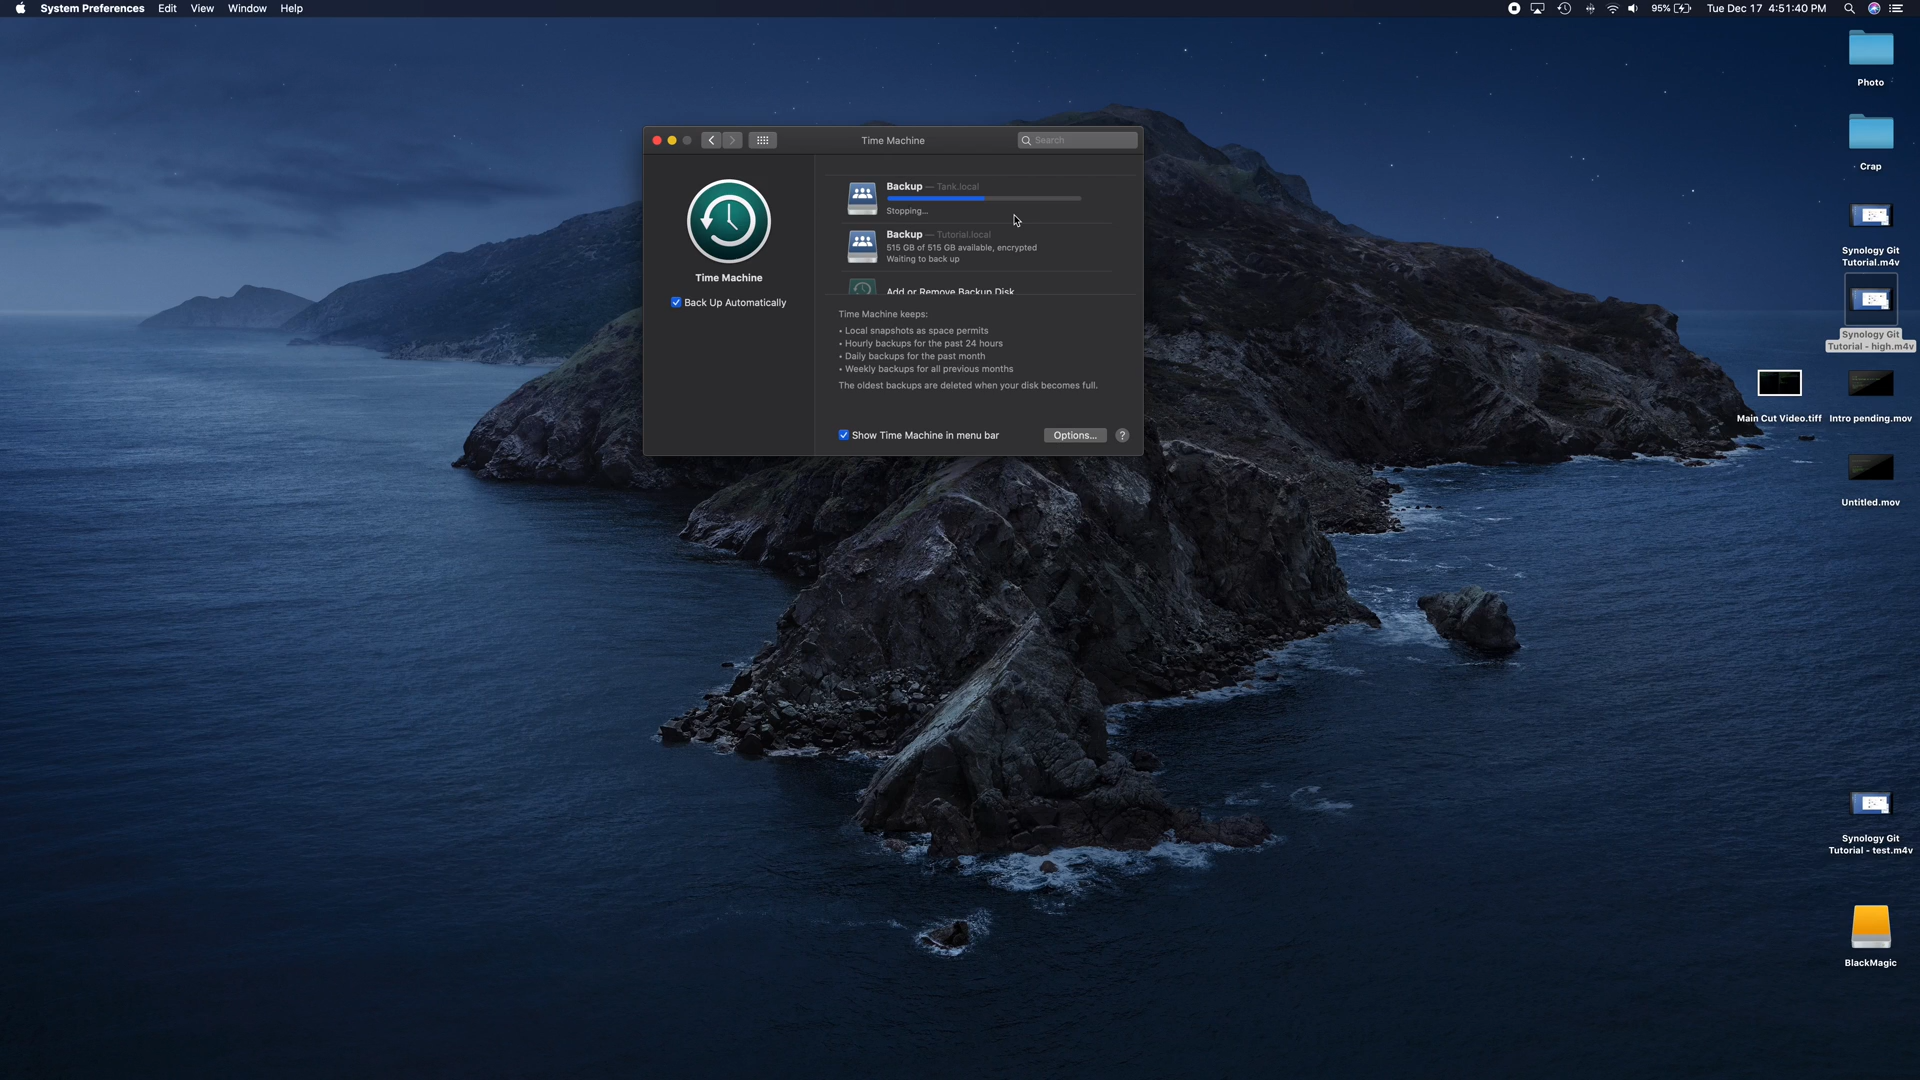 System Preferences Edit View Window Help
95% Tue Dec 17 4:51:40 PM
Time Machine
Search
Time Machine
Back Up Automatically
Backup — Tank.local
Stopping...
Backup — Tutorial.local
515 GB of 515 GB available, encrypted
Waiting to back up
Add or Remove Backup Disk
Time Machine keeps:
• Local snapshots as space permits
• Hourly backups for the past 24 hours
• Daily backups for the past month
• Weekly backups for all previous months
The oldest backups are deleted when your disk becomes full.
Show Time Machine in menu bar
Options...
?
Photo
Crap
Synology Git
Tutorial.m4v
Synology Git
Tutorial - high.m4v
Main Cut Video.tiff
Intro pending.mov
Untitled.mov
Synology Git
Tutorial - test.m4v
BlackMagic